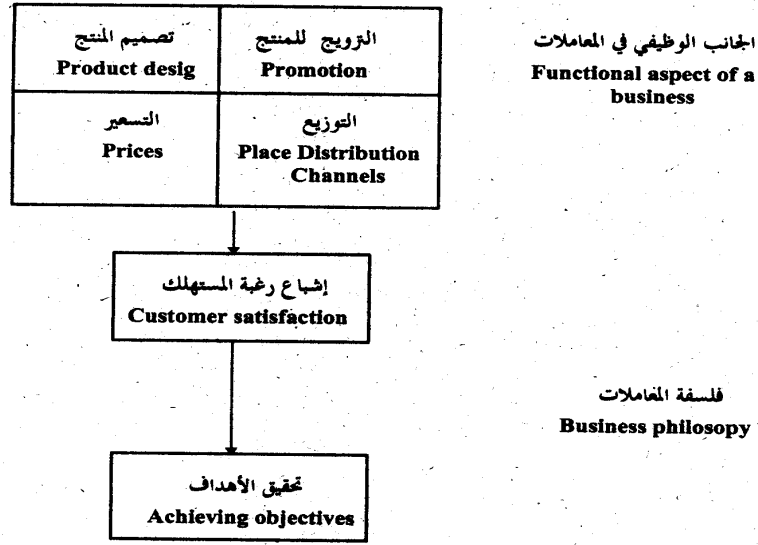 تصميم المنتج
Product desig
الترويج للمنتج
Promotion
الجانب الوظيفي في المعاملات
Functional aspect of a
business
التسعير
Prices
التوزيع
Place Distribution
Channels
إشباع رغبة المستهلك
Customer satisfaction
فلسفة المعاملات
Business philosopy
تحقيق الأهداف
Achieving objectives